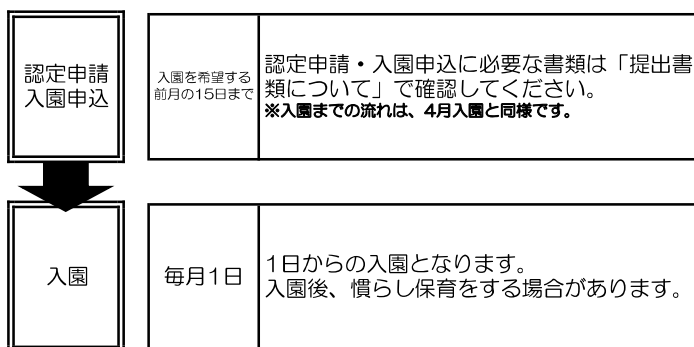 認定申請
入園申込
入園を希望する
前月の15日まで
認定申請・入園申込に必要な書類は「提出書
類について」で確認してください。
※入園までの流れは、4月入園と同様です。
入園
毎月1日
1日からの入園となります。
入園後、慣らし保育をする場合があります。